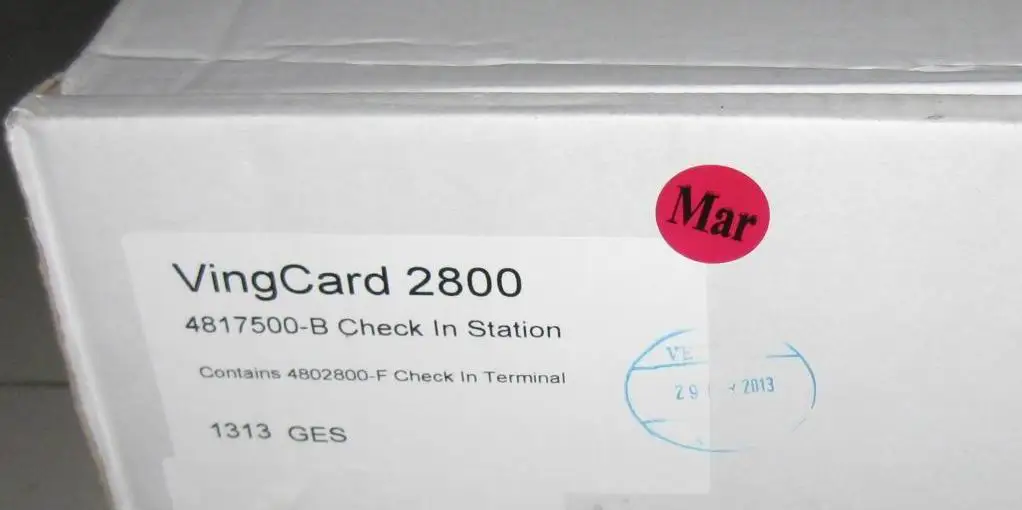 Mar
VingCard 2800
4817500-B Check In Station
Contains 4802800-F Check In Terminal
1313 GES
29 2013